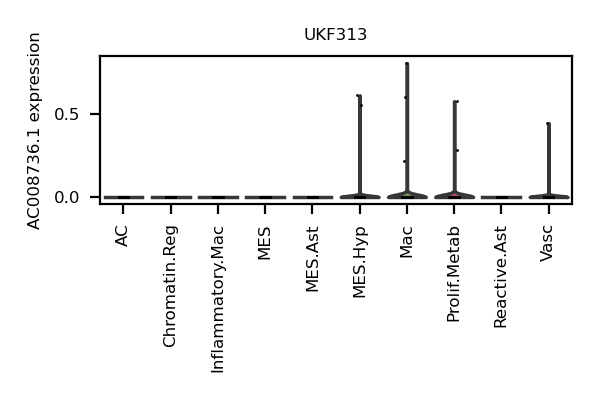 UKF313
AC008736.1 expression
0.5
0.0
AC
Chromatin.Reg
Inflammatory.Mac
MES
MES.Ast
MES.Hyp
Mac
Prolif.Metab
Reactive.Ast
Vasc